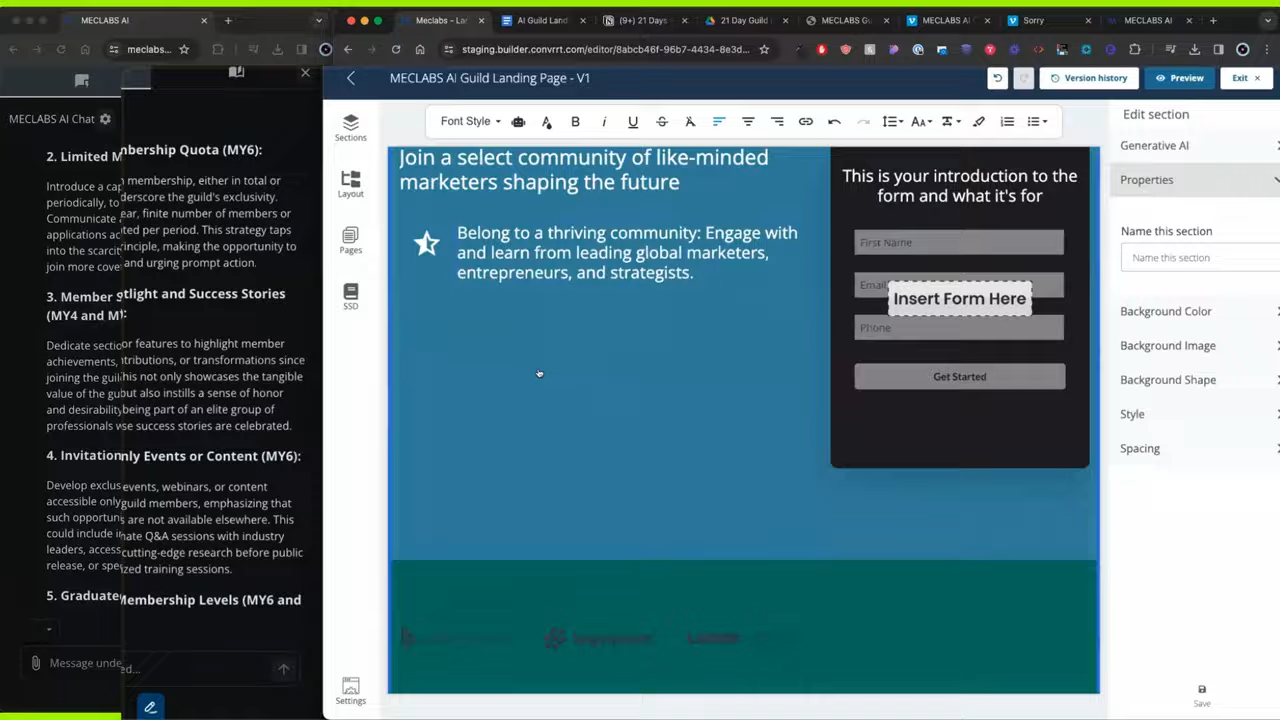 MECLABS AI
meclabs...
MECLABS AI Chat
2. Limited M
Introduce a cap
periodically, to
Communicate
applications ac
into the scarcit
join more cove
3. Member S
(MY4 and M
Dedicate sectio
achievements,
joining the guil
value of the gu
and desirability
professionals w
4. Invitation
Develop exclus
accessible only
such opportun
could include i
leaders, access
release, or spe
5. Graduate
Message unde
mbership Quota (MY6):
membership, either in total or
derscore the guild's exclusivity.
ear, finite number of members or
ted per period. This strategy taps
rinciple, making the opportunity to
and urging prompt action.
tlight and Success Stories
or features to highlight member
tributions, or transformations since
his not only showcases the tangible
but also instills a sense of honor
being part of an elite group of
se success stories are celebrated.
nly Events or Content (MY6):
events, webinars, or content
guild members, emphasizing that
s are not available elsewhere. This
nate Q&A sessions with industry
cutting-edge research before public
ized training sessions.
Membership Levels (MY6 and
ed...
Meclabs - La
AI Guild Land
(9+) 21 Days
21 Day Guild
MECLABS Gu
MECLABS AI
Sorry
MECLABS AI
staging.builder.convrrt.com/editor/8abcb46f-96b7-4434-8e3d...
MECLABS AI Guild Landing Page - V1
Version history
Preview
Exit
Sections
Layout
Pages
SSD
Settings
Font Style
Join a select community of like-minded
marketers shaping the future
Belong to a thriving community: Engage with
and learn from leading global marketers,
entrepreneurs, and strategists.
This is your introduction to the
form and what it's for
First Name
Email
Insert Form Here
Phone
Get Started
Edit section
Generative AI
Properties
Name this section
Name this section
Background Color
Background Image
Background Shape
Style
Spacing
Save